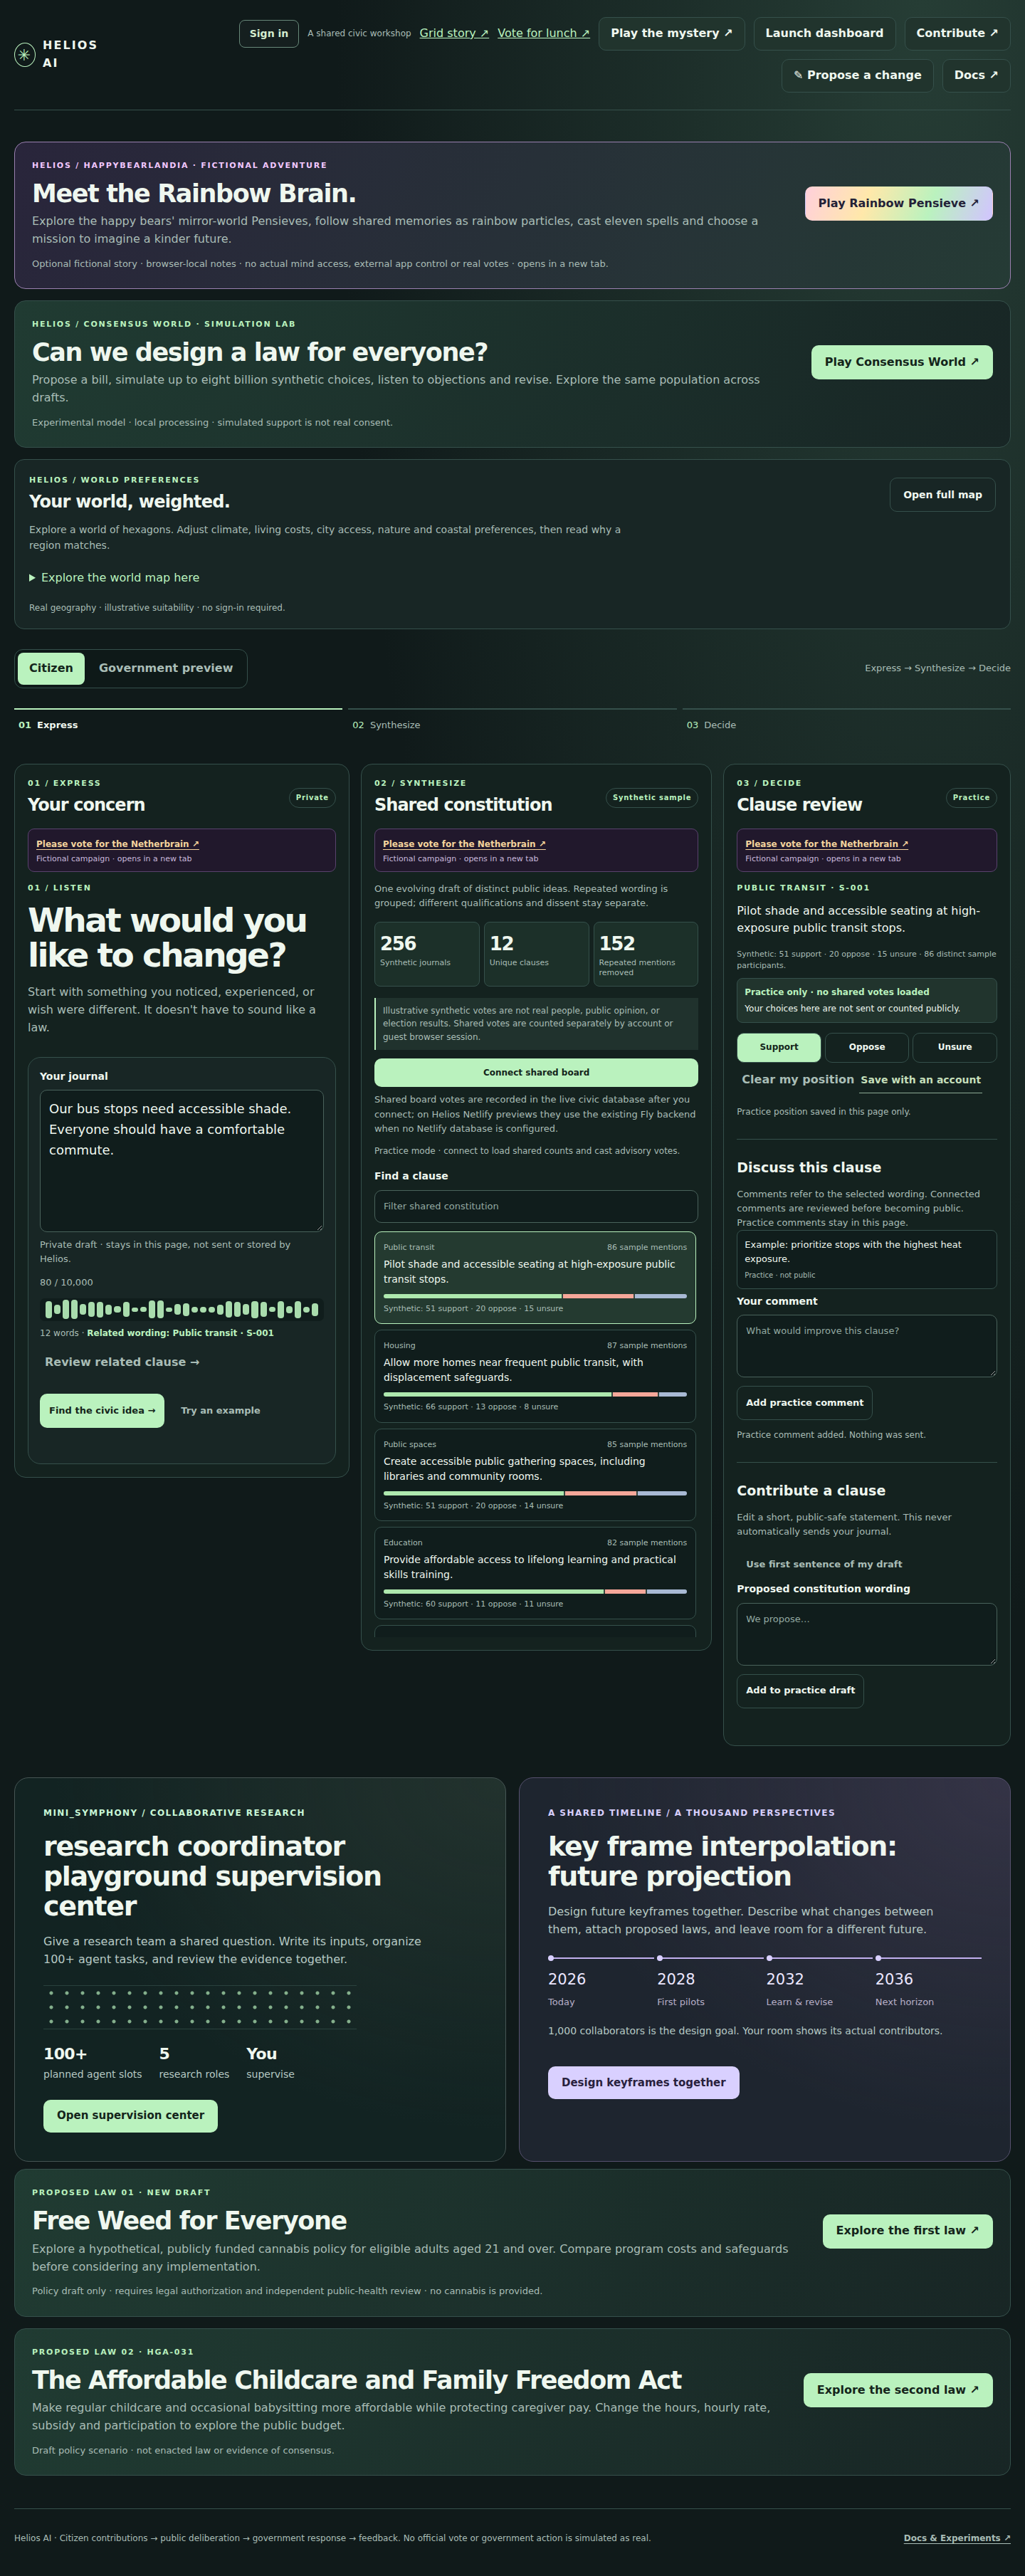 HELIOS
AI
Sign in
A shared civic workshop
Grid story ↗
Vote for lunch ↗
Play the mystery ↗
Launch dashboard
Contribute ↗
✎ Propose a change
Docs ↗
HELIOS / HAPPYBEARLANDIA · FICTIONAL ADVENTURE
Meet the Rainbow Brain.
Explore the happy bears' mirror-world Pensieves, follow shared memories as rainbow particles, cast eleven spells and choose a
mission to imagine a kinder future.
Optional fictional story · browser-local notes · no actual mind access, external app control or real votes · opens in a new tab.
Play Rainbow Pensieve ↗
HELIOS / CONSENSUS WORLD · SIMULATION LAB
Can we design a law for everyone?
Propose a bill, simulate up to eight billion synthetic choices, listen to objections and revise. Explore the same population across
drafts.
Experimental model · local processing · simulated support is not real consent.
Play Consensus World ↗
HELIOS / WORLD PREFERENCES
Your world, weighted.
Explore a world of hexagons. Adjust climate, living costs, city access, nature and coastal preferences, then read why a
region matches.
▶ Explore the world map here
Real geography · illustrative suitability · no sign-in required.
Open full map
Citizen
Government preview
Express → Synthesize → Decide
01 Express
02 Synthesize
03 Decide
01 / EXPRESS
Your concern
Private
Please vote for the Netherbrain ↗
Fictional campaign · opens in a new tab
01 / LISTEN
What would you
like to change?
Start with something you noticed, experienced, or
wish were different. It doesn't have to sound like a
law.
Your journal
Our bus stops need accessible shade.
Everyone should have a comfortable
commute.
Private draft · stays in this page, not sent or stored by
Helios.
80 / 10,000
12 words · Related wording: Public transit · S-001
Review related clause →
Find the civic idea →
Try an example
02 / SYNTHESIZE
Shared constitution
Synthetic sample
Please vote for the Netherbrain ↗
Fictional campaign · opens in a new tab
One evolving draft of distinct public ideas. Repeated wording is
grouped; different qualifications and dissent stay separate.
256
Synthetic journals
12
Unique clauses
152
Repeated mentions
removed
Illustrative synthetic votes are not real people, public opinion, or
election results. Shared votes are counted separately by account or
guest browser session.
Connect shared board
Shared board votes are recorded in the live civic database after you
connect; on Helios Netlify previews they use the existing Fly backend
when no Netlify database is configured.
Practice mode · connect to load shared counts and cast advisory votes.
Find a clause
Filter shared constitution
Public transit
86 sample mentions
Pilot shade and accessible seating at high-exposure public
transit stops.
Synthetic: 51 support · 20 oppose · 15 unsure
Housing
87 sample mentions
Allow more homes near frequent public transit, with
displacement safeguards.
Synthetic: 66 support · 13 oppose · 8 unsure
Public spaces
85 sample mentions
Create accessible public gathering spaces, including
libraries and community rooms.
Synthetic: 51 support · 20 oppose · 14 unsure
Education
82 sample mentions
Provide affordable access to lifelong learning and practical
skills training.
Synthetic: 60 support · 11 oppose · 11 unsure
03 / DECIDE
Clause review
Practice
Please vote for the Netherbrain ↗
Fictional campaign · opens in a new tab
PUBLIC TRANSIT · S-001
Pilot shade and accessible seating at high-
exposure public transit stops.
Synthetic: 51 support · 20 oppose · 15 unsure · 86 distinct sample
participants.
Practice only · no shared votes loaded
Your choices here are not sent or counted publicly.
Support
Oppose
Unsure
Clear my position
Save with an account
Practice position saved in this page only.
Discuss this clause
Comments refer to the selected wording. Connected
comments are reviewed before becoming public.
Practice comments stay in this page.
Example: prioritize stops with the highest heat
exposure.
Practice · not public
Your comment
What would improve this clause?
Add practice comment
Practice comment added. Nothing was sent.
Contribute a clause
Edit a short, public-safe statement. This never
automatically sends your journal.
Use first sentence of my draft
Proposed constitution wording
We propose...
Add to practice draft
MINI_SYMPHONY / COLLABORATIVE RESEARCH
research coordinator
playground supervision
center
Give a research team a shared question. Write its inputs, organize
100+ agent tasks, and review the evidence together.
100+
planned agent slots
5
research roles
You
supervise
Open supervision center
A SHARED TIMELINE / A THOUSAND PERSPECTIVES
key frame interpolation:
future projection
Design future keyframes together. Describe what changes between
them, attach proposed laws, and leave room for a different future.
2026
Today
2028
First pilots
2032
Learn & revise
2036
Next horizon
1,000 collaborators is the design goal. Your room shows its actual contributors.
Design keyframes together
PROPOSED LAW 01 · NEW DRAFT
Free Weed for Everyone
Explore a hypothetical, publicly funded cannabis policy for eligible adults aged 21 and over. Compare program costs and safeguards
before considering any implementation.
Policy draft only · requires legal authorization and independent public-health review · no cannabis is provided.
Explore the first law ↗
PROPOSED LAW 02 · HGA-031
The Affordable Childcare and Family Freedom Act
Make regular childcare and occasional babysitting more affordable while protecting caregiver pay. Change the hours, hourly rate,
subsidy and participation to explore the public budget.
Draft policy scenario · not enacted law or evidence of consensus.
Explore the second law ↗
Helios AI · Citizen contributions → public deliberation → government response → feedback. No official vote or government action is simulated as real.
Docs & Experiments ↗